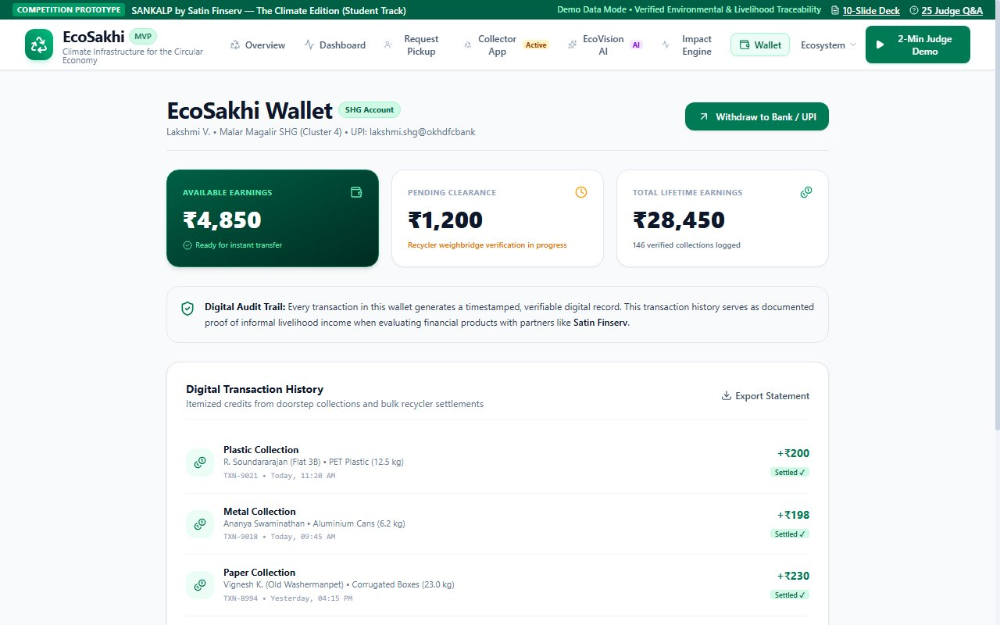 COMPETITION PROTOTYPE SANKALP by Satin Finserv — The Climate Edition (Student Track) Demo Data Mode • Verified Environmental & Livelihood Traceability 10-Slide Deck 25 Judge Q&A
EcoSakhi MVP
Climate Infrastructure for the Circular
Economy
Overview
Dashboard
Request
Pickup
Collector
App
Active
EcoVision
AI
AI
Impact
Engine
Wallet
Ecosystem
2-Min Judge
Demo
EcoSakhi Wallet SHG Account
Lakshmi V. • Malar Magalir SHG (Cluster 4) • UPI: lakshmi.shg@okhdfcbank
Withdraw to Bank / UPI
AVAILABLE EARNINGS
₹4,850
Ready for instant transfer
PENDING CLEARANCE
₹1,200
Recycler weighbridge verification in progress
TOTAL LIFETIME EARNINGS
₹28,450
146 verified collections logged
Digital Audit Trail: Every transaction in this wallet generates a timestamped, verifiable digital record. This transaction history serves as documented
proof of informal livelihood income when evaluating financial products with partners like Satin Finserv.
Digital Transaction History
Itemized credits from doorstep collections and bulk recycler settlements
Export Statement
Plastic Collection
R. Soundararajan (Flat 3B) • PET Plastic (12.5 kg)
TXN-9021 • Today, 11:20 AM
+₹200
Settled ✓
Metal Collection
Ananya Swaminathan • Aluminium Cans (6.2 kg)
TXN-9018 • Today, 09:45 AM
+₹198
Settled ✓
Paper Collection
Vignesh K. (Old Washermanpet) • Corrugated Boxes (23.0 kg)
TXN-8994 • Yesterday, 04:15 PM
+₹230
Settled ✓